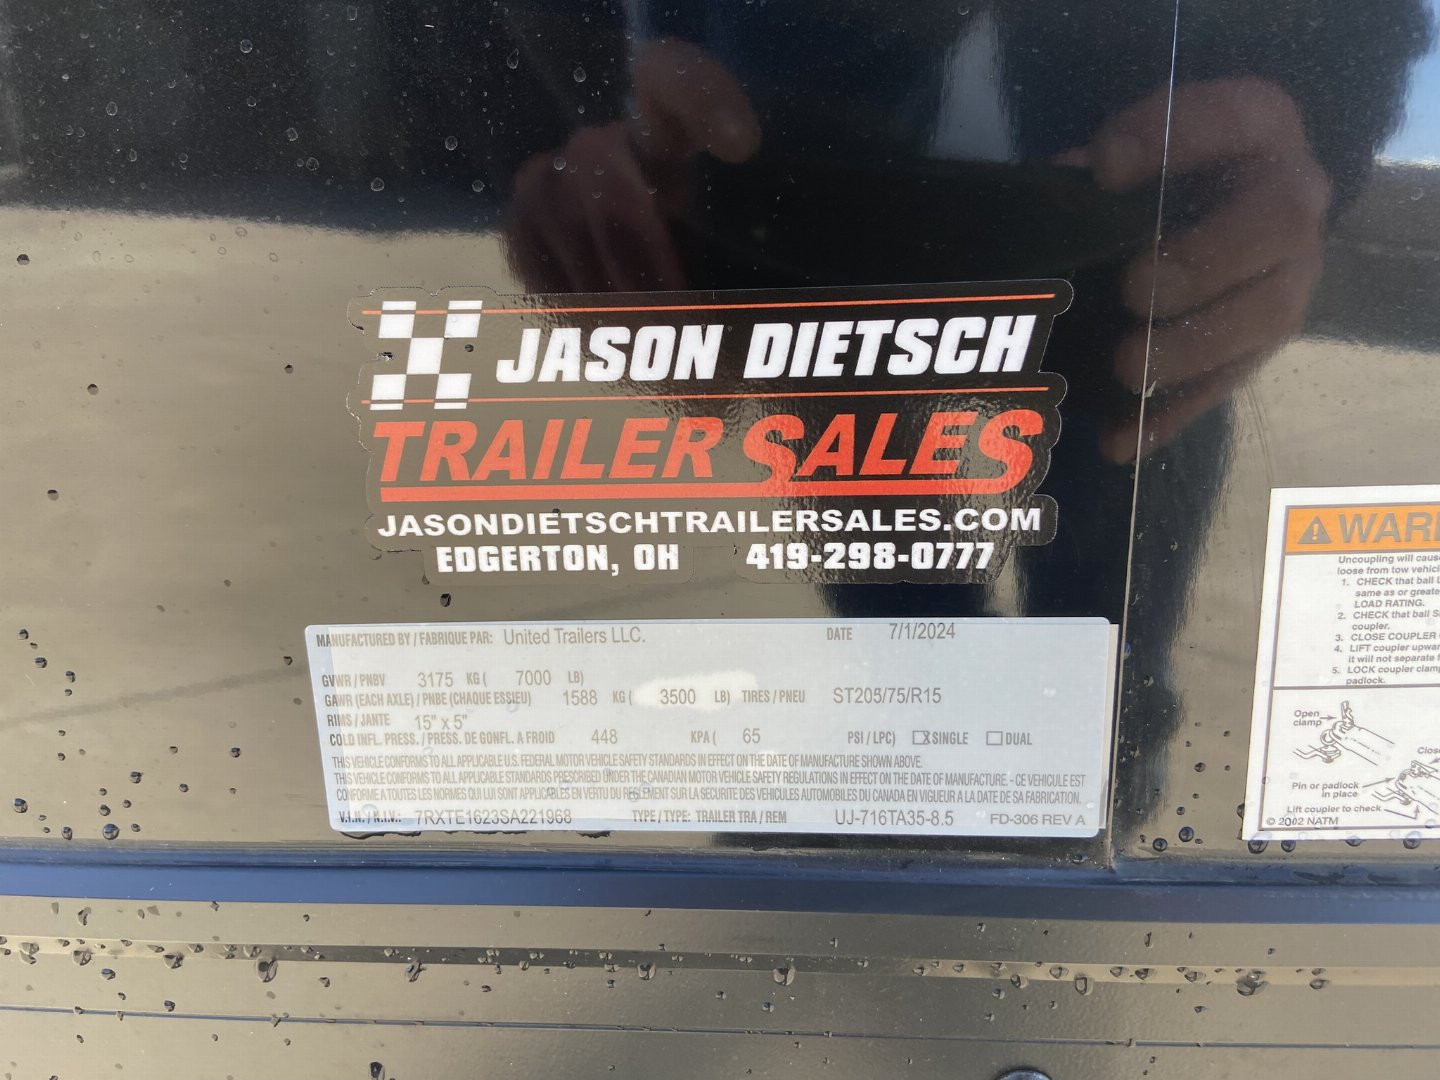 JASON DIETSCH
TRAILER SALES
JASONDIETSCHTRAILERSALES.COM
EDGERTON, OH 419-298-0777
MANUFACTURED BY / FABRIQUE PAR: United Trailers LLC. DATE 7/1/2024
GVWR / PNBV 3175 KG ( 7000 LB)
GAWR (EACH AXLE) / PNBE (CHAQUE ESSIEU) 1588 KG ( 3500 LB) TIRES / PNEU ST205/75/R15
RIMS / JANTE 15" x 5"
COLD INFL. PRESS. / PRESS. DE GONFL. A FROID 448 KPA ( 65 PSI / LPC) X SINGLE DUAL
THIS VEHICLE CONFORMS TO ALL APPLICABLE U.S. FEDERAL MOTOR VEHICLE SAFETY STANDARDS IN EFFECT ON THE DATE OF MANUFACTURE SHOWN ABOVE.
THIS VEHICLE CONFORMS TO ALL APPLICABLE STANDARDS PRESCRIBED UNDER THE CANADIAN MOTOR VEHICLE SAFETY REGULATIONS IN EFFECT ON THE DATE OF MANUFACTURE. - CE VEHICULE EST
CONFORME A TOUTES LES NORMES QUI LUI SONT APPLICABLES EN VERTU DU REGLEMENT SUR LA SECURITE DES VEHICULES AUTOMOBILES DU CANADA EN VIGUEUR A LA DATE DE SA FABRICATION.
V.I.N. / N.I.V.: 7RXTE1623SA221968 TYPE / TYPE: TRAILER TRA / REM UJ-716TA35-8.5 FD-306 REV A
Uncoupling will cause
loose from tow vehicl
1. CHECK that ball
same as or greate
LOAD RATING.
2. CHECK that ball
coupler.
3. CLOSE COUPLER
4. LIFT coupler upwar
it will not separate
5. LOCK coupler clamp
padlock.
Open
clamp
Pin or padlock
in place
Lift coupler to check
© 2002 NATM